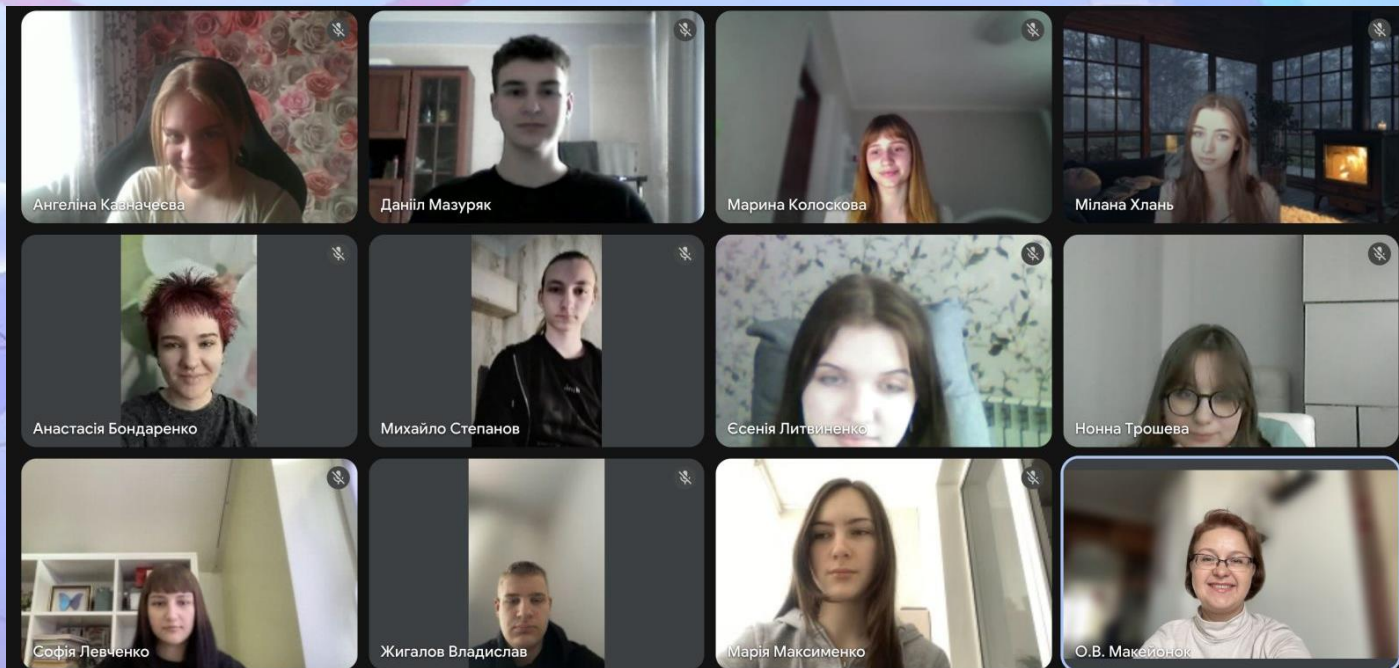 Ангеліна Казначеєва
Данііл Мазуряк
Марина Колоскова
Мілана Хлань
Анастасія Бондаренко
Михайло Степанов
Єсенія Литвиненко
Нонна Трошева
Софія Левченко
Жигалов Владислав
Марія Максименко
О.В. Макейонок